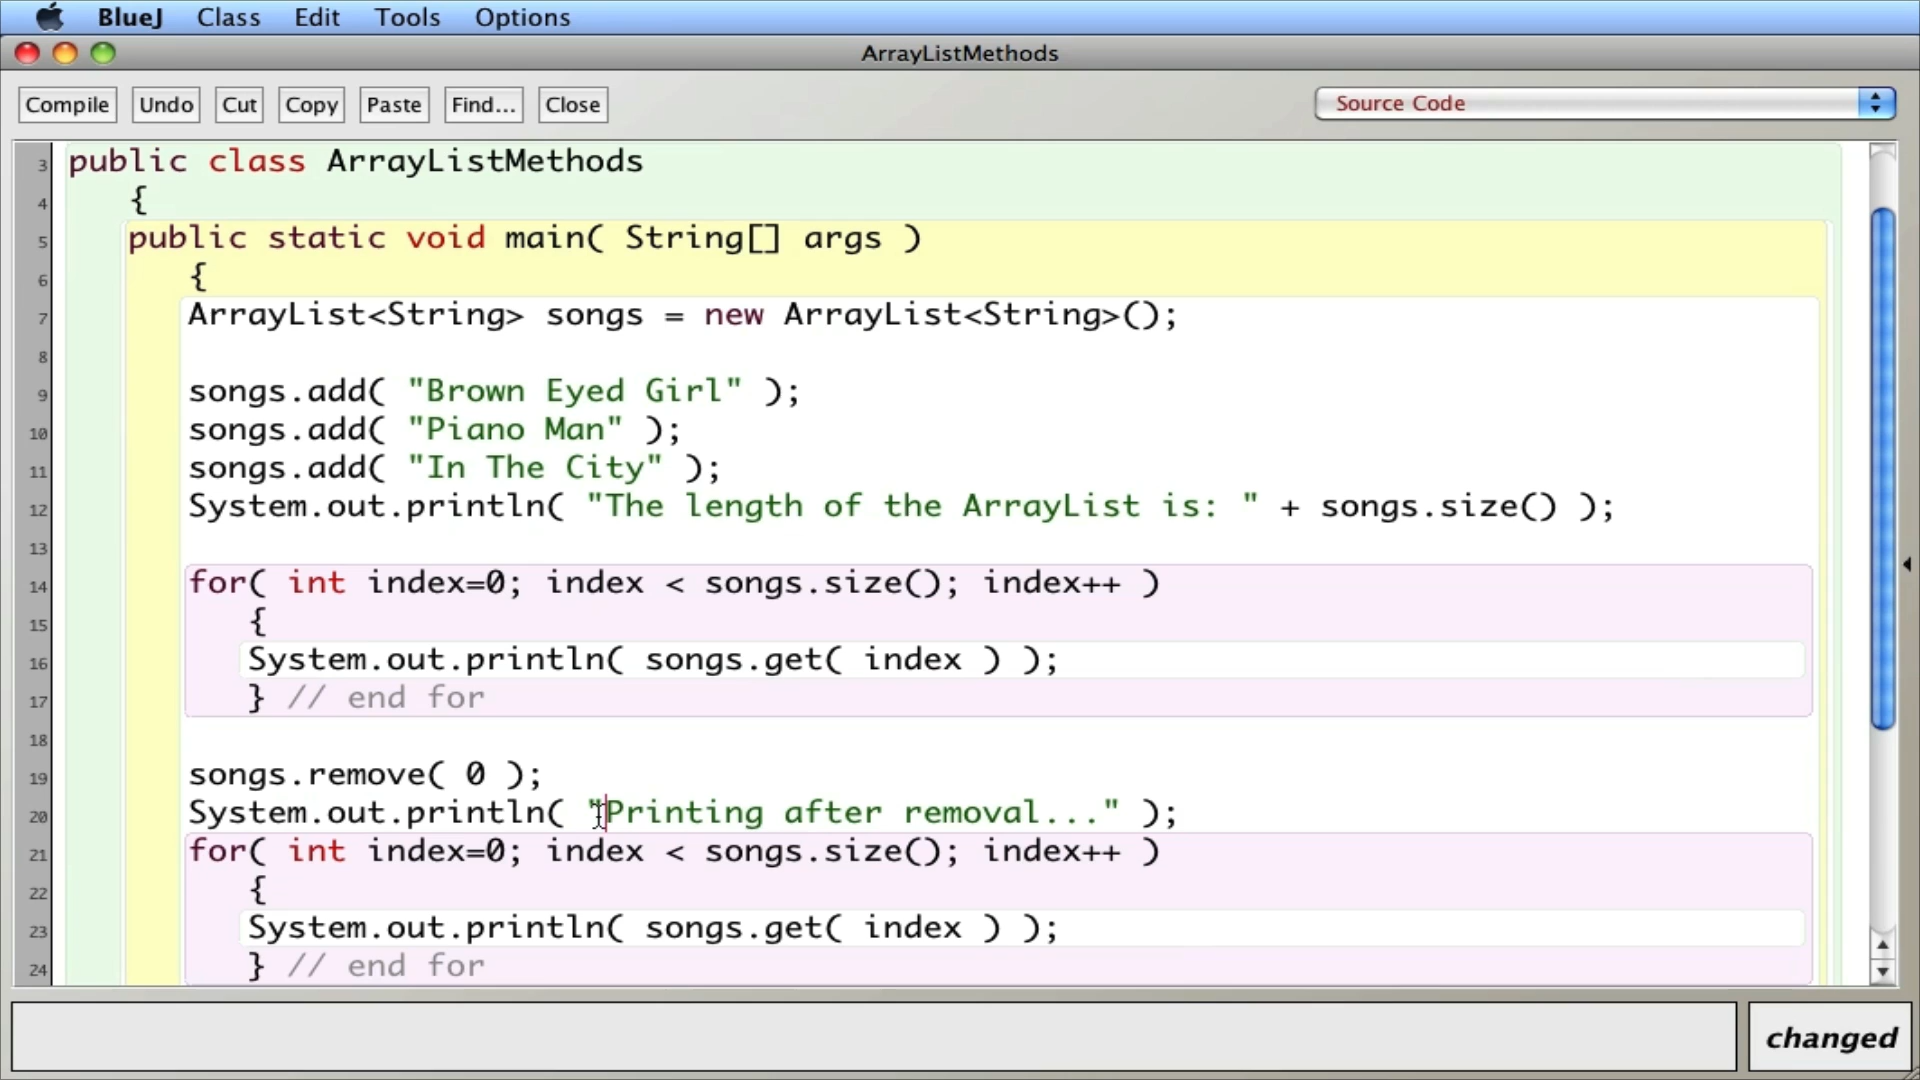 BlueJ Class Edit Tools Options
ArrayListMethods
Compile Undo Cut Copy Paste Find... Close Source Code
3 public class ArrayListMethods
4 {
5 public static void main( String[] args )
6 {
7 ArrayList<String> songs = new ArrayList<String>();
8
9 songs.add( "Brown Eyed Girl" );
10 songs.add( "Piano Man" );
11 songs.add( "In The City" );
12 System.out.println( "The length of the ArrayList is: " + songs.size() );
13
14 for( int index=0; index < songs.size(); index++ )
15 {
16 System.out.println( songs.get( index ) );
17 } // end for
18
19 songs.remove( 0 );
20 System.out.println( "Printing after removal..." );
21 for( int index=0; index < songs.size(); index++ )
22 {
23 System.out.println( songs.get( index ) );
24 } // end for
changed